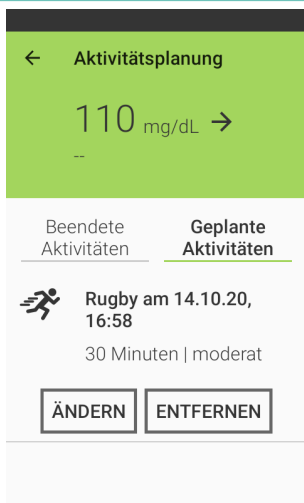 Aktivitätsplanung
110 mg/dL →
--
Beendete
Aktivitäten
Geplante
Aktivitäten
Rugby am 14.10.20,
16:58
30 Minuten | moderat
ÄNDERN
ENTFERNEN